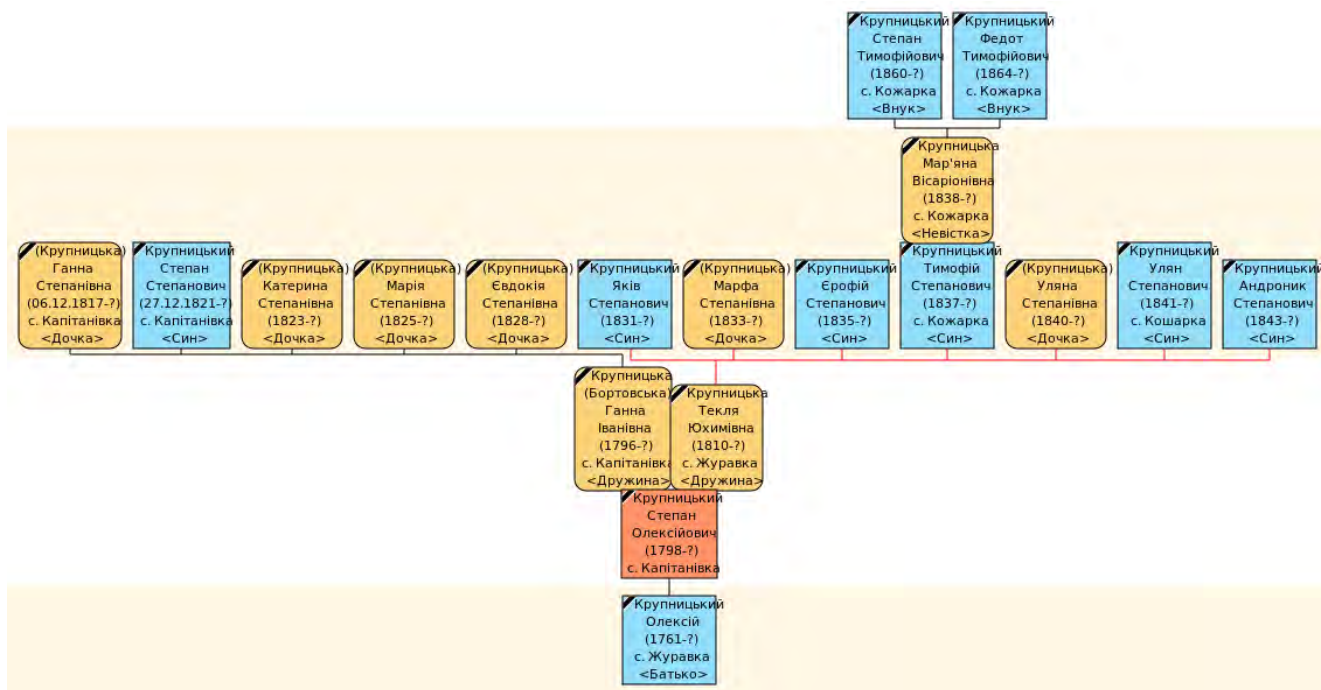 Крупницький
Степан
Тимофійович
(1860-?)
с. Кожарка
<Внук>
Крупницький
Федот
Тимофійович
(1864-?)
с. Кожарка
<Внук>
Крупницька
Мар'яна
Вісаріонівна
(1838-?)
с. Кожарка
<Невістка>
(Крупницька)
Ганна
Степанівна
(06.12.1817-?)
с. Капітанівка
<Дочка>
Крупницький
Степан
Степанович
(27.12.1821-?)
с. Капітанівка
<Син>
(Крупницька)
Катерина
Степанівна
(1823-?)
<Дочка>
(Крупницька)
Марія
Степанівна
(1825-?)
<Дочка>
(Крупницька)
Євдокія
Степанівна
(1828-?)
<Дочка>
Крупницький
Яків
Степанович
(1831-?)
<Син>
(Крупницька)
Марфа
Степанівна
(1833-?)
<Дочка>
Крупницький
Єрофій
Степанович
(1835-?)
<Син>
Крупницький
Тимофій
Степанович
(1837-?)
с. Кожарка
<Син>
(Крупницька)
Уляна
Степанівна
(1840-?)
<Дочка>
Крупницький
Улян
Степанович
(1841-?)
с. Кошарка
<Син>
Крупницький
Андроник
Степанович
(1843-?)
<Син>
Крупницька
(Бортовська)
Ганна
Іванівна
(1796-?)
с. Капітанівка
<Дружина>
Крупницька
Текля
Юхимівна
(1810-?)
с. Журавка
<Дружина>
Крупницький
Степан
Олексійович
(1798-?)
с. Капітанівка
Крупницький
Олексій
(1761-?)
с. Журавка
<Батько>